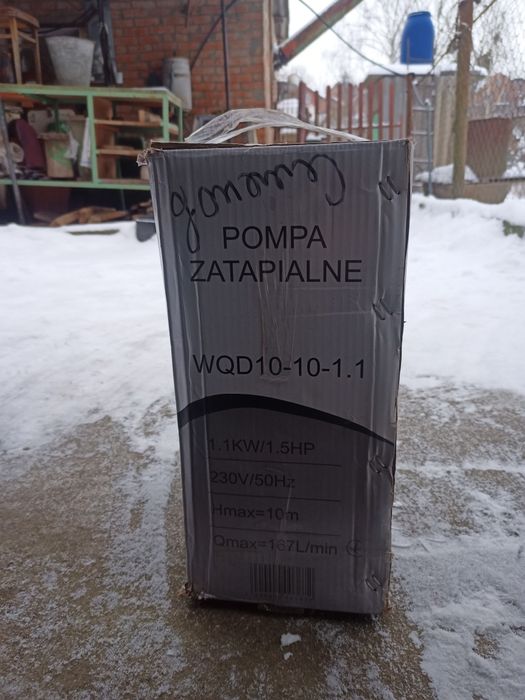 POMPA
ZATAPIALNE
WQD10-10-1.1
1.1KW/1.5HP
230V/50Hz
Hmax=10m
Qmax=167L/min